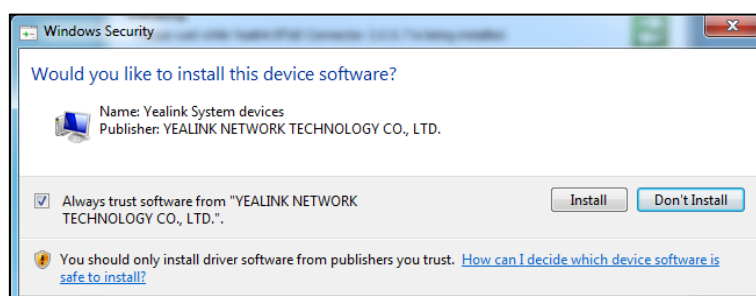 Windows Security
Would you like to install this device software?
Name: Yealink System devices
Publisher: YEALINK NETWORK TECHNOLOGY CO., LTD.
Always trust software from "YEALINK NETWORK
TECHNOLOGY CO., LTD.".
Install
Don't Install
You should only install driver software from publishers you trust. How can I decide which device software is
safe to install?